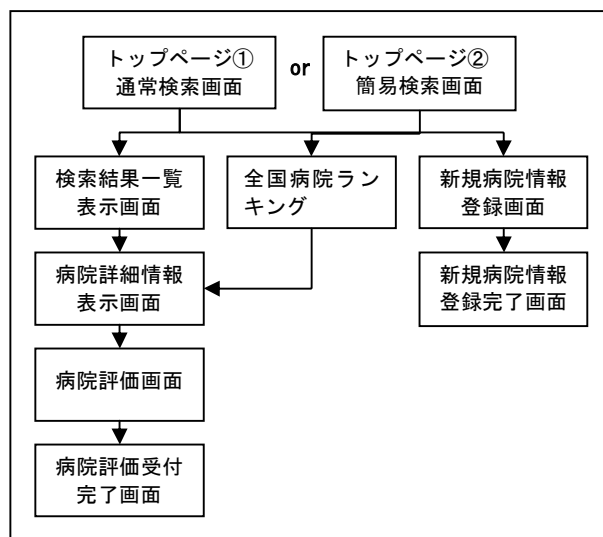 トップページ①
通常検索画面
or
トップページ②
簡易検索画面
検索結果一覧
表示画面
全国病院ラン
キング
新規病院情報
登録画面
病院詳細情報
表示画面
新規病院情報
登録完了画面
病院評価画面
病院評価受付
完了画面